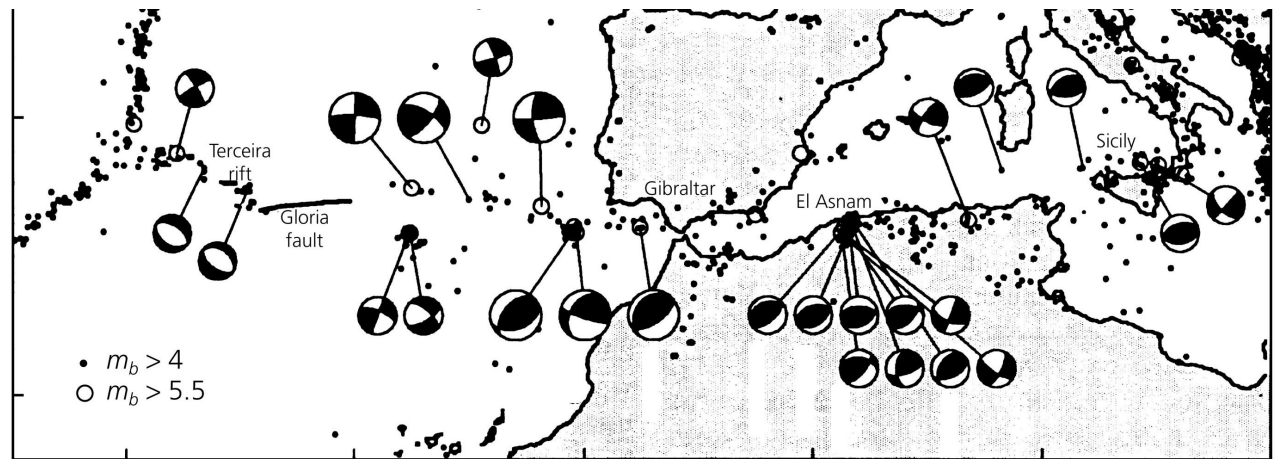 Terceira
rift
Gloria
fault
Gibraltar
El Asnam
Sicily
m_b > 4
m_b > 5.5